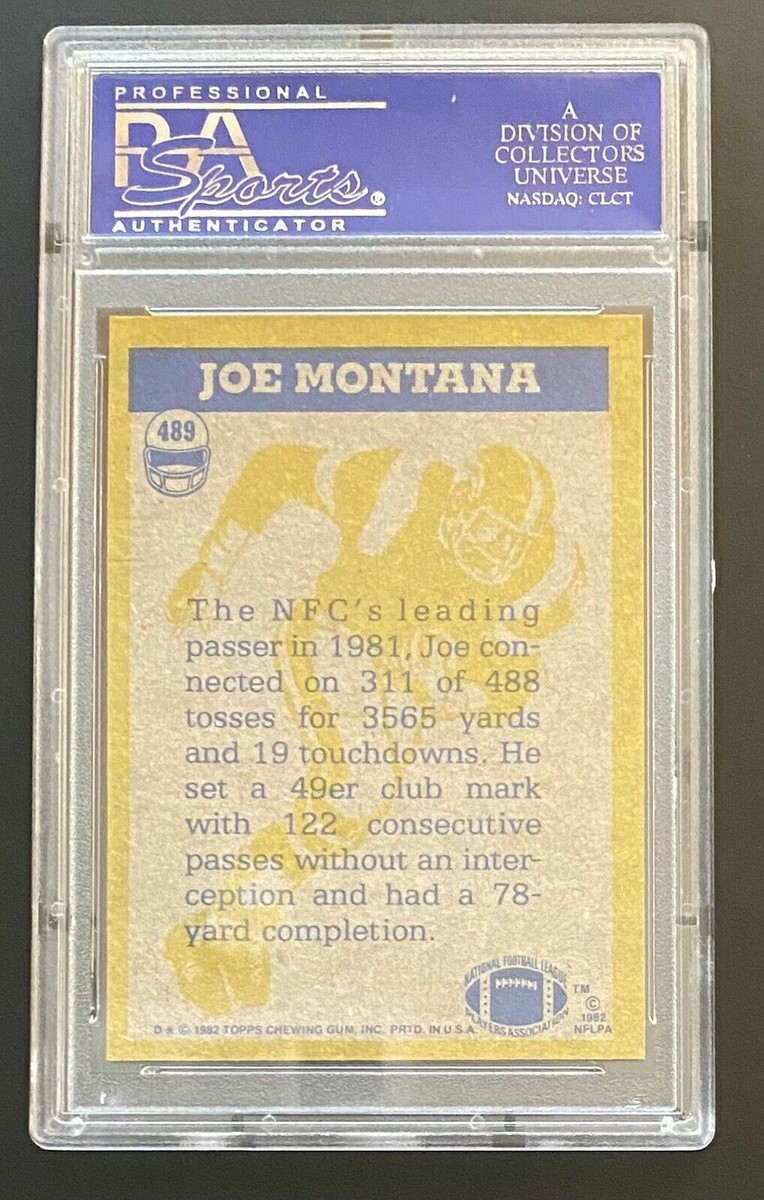 PROFESSIONAL
PSA
Sports®
AUTHENTICATOR
A
DIVISION OF
COLLECTORS
UNIVERSE
NASDAQ: CLCT
JOE MONTANA
489
The NFC's leading
passer in 1981, Joe con-
nected on 311 of 488
tosses for 3565 yards
and 19 touchdowns. He
set a 49er club mark
with 122 consecutive
passes without an inter-
ception and had a 78-
yard completion.
NATIONAL FOOTBALL LEAGUE
PLAYERS ASSOCIATION
TM
©
1982
NFLPA
D * © 1982 TOPPS CHEWING GUM, INC. PRTD. IN U.S.A.